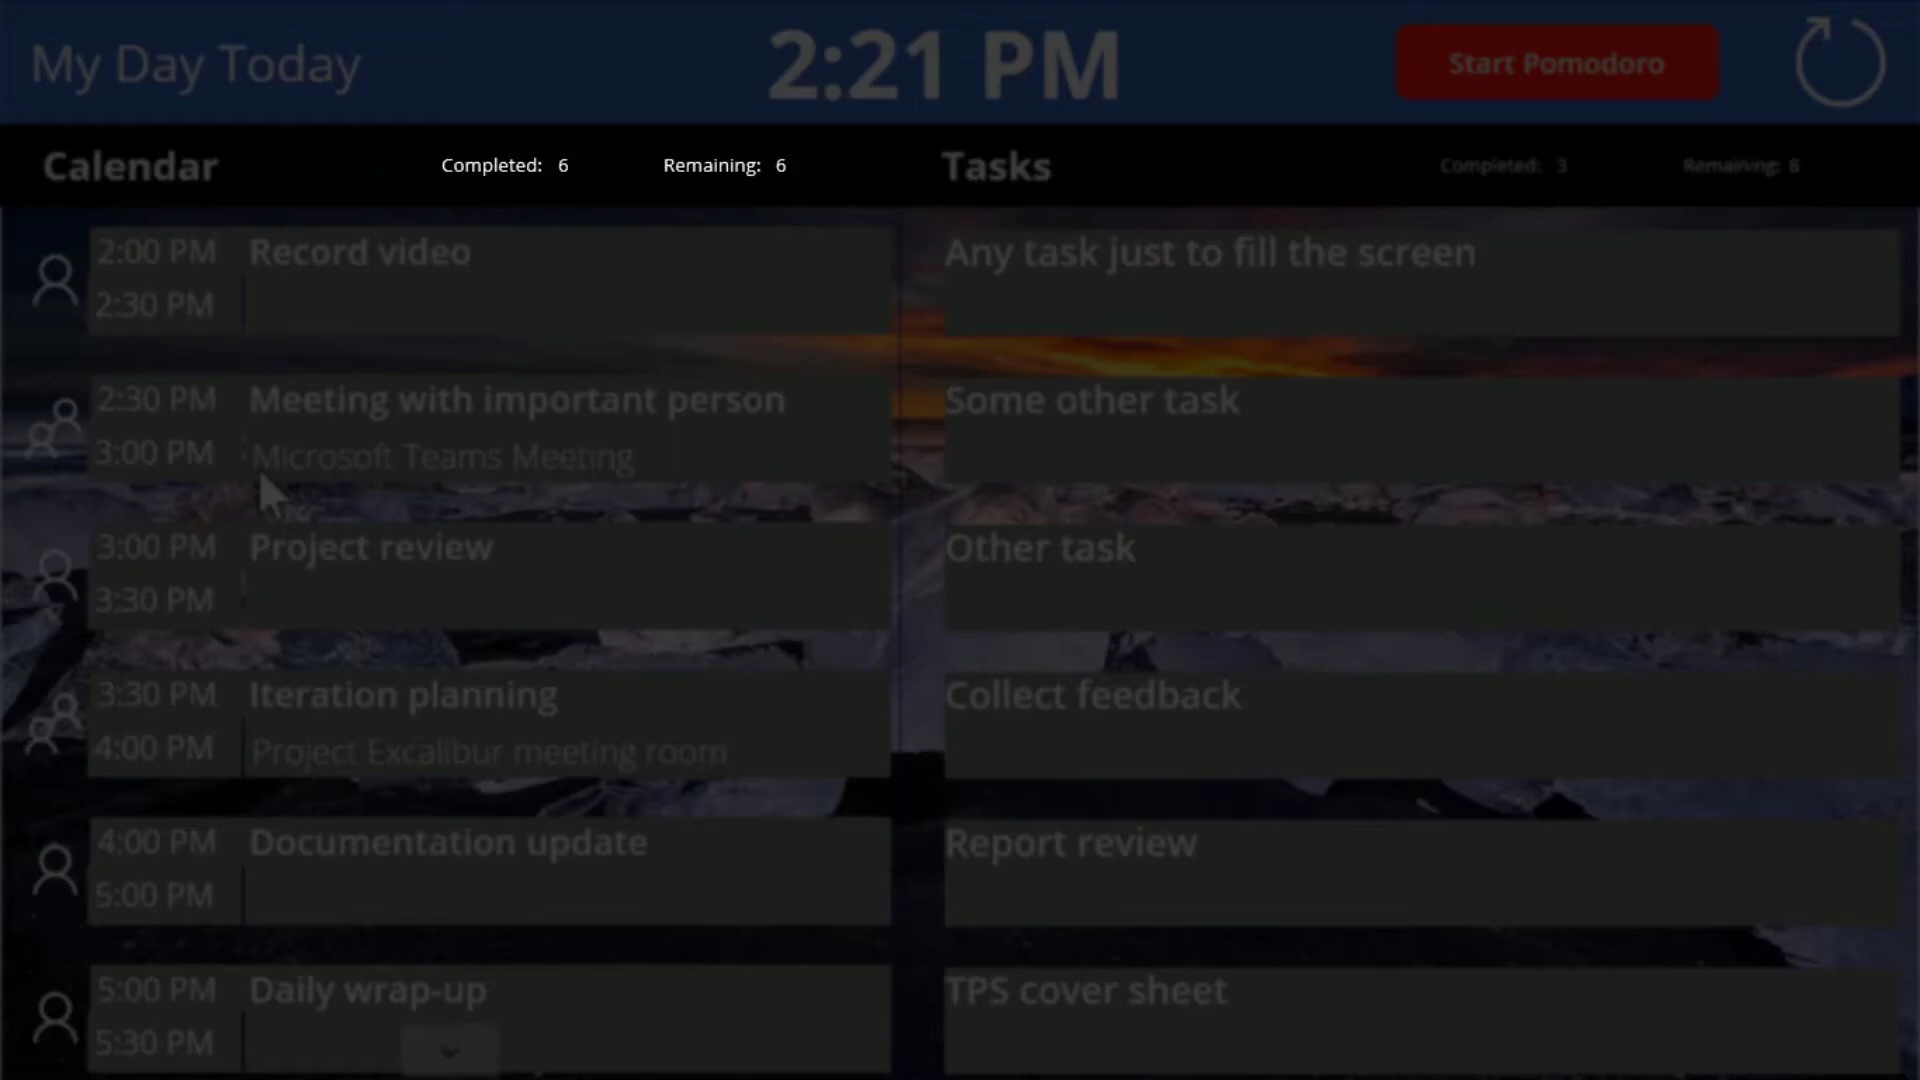 My Day Today
2:21 PM
Start Pomodoro
Calendar
Completed: 6
Remaining: 6
Tasks
Completed: 3
Remaining: 8
2:00 PM Record video
2:30 PM
2:30 PM Meeting with important person
3:00 PM Microsoft Teams Meeting
3:00 PM Project review
3:30 PM
3:30 PM Iteration planning
4:00 PM Project Excalibur meeting room
4:00 PM Documentation update
5:00 PM
5:00 PM Daily wrap-up
5:30 PM
Any task just to fill the screen
Some other task
Other task
Collect feedback
Report review
TPS cover sheet